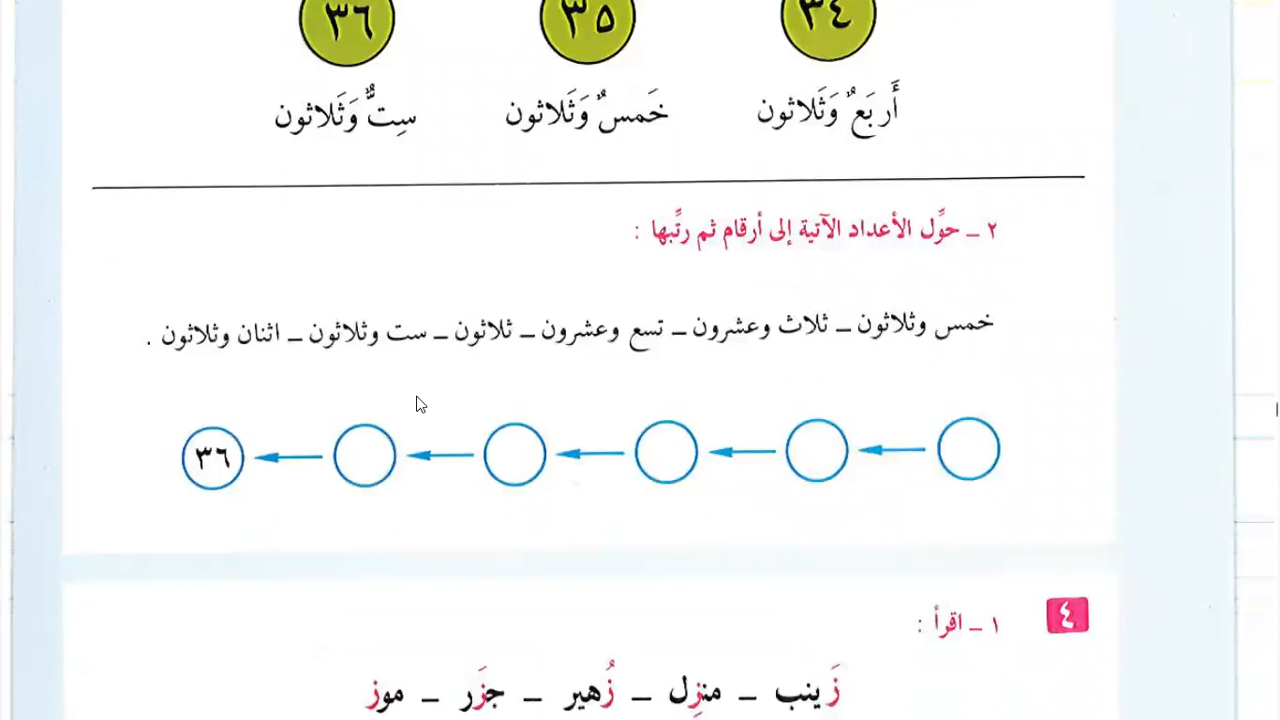 ٣٤ ٣٥ ٣٦
أَربَعٌ وَثَلاثون خَمسٌ وَثَلاثون سِتٌّ وَثَلاثون
٢ ـ حوِّل الأعداد الآتية إلى أرقام ثم رتِّبها :
خمس وثلاثون ـ ثلاث وعشرون ـ تسع وعشرون ـ ثلاثون ـ ست وثلاثون ـ اثنان وثلاثون .
٣٦
٤
١ ـ اقرأ :
زَينب ـ منزِل ـ زُهير ـ جزَر ـ موز